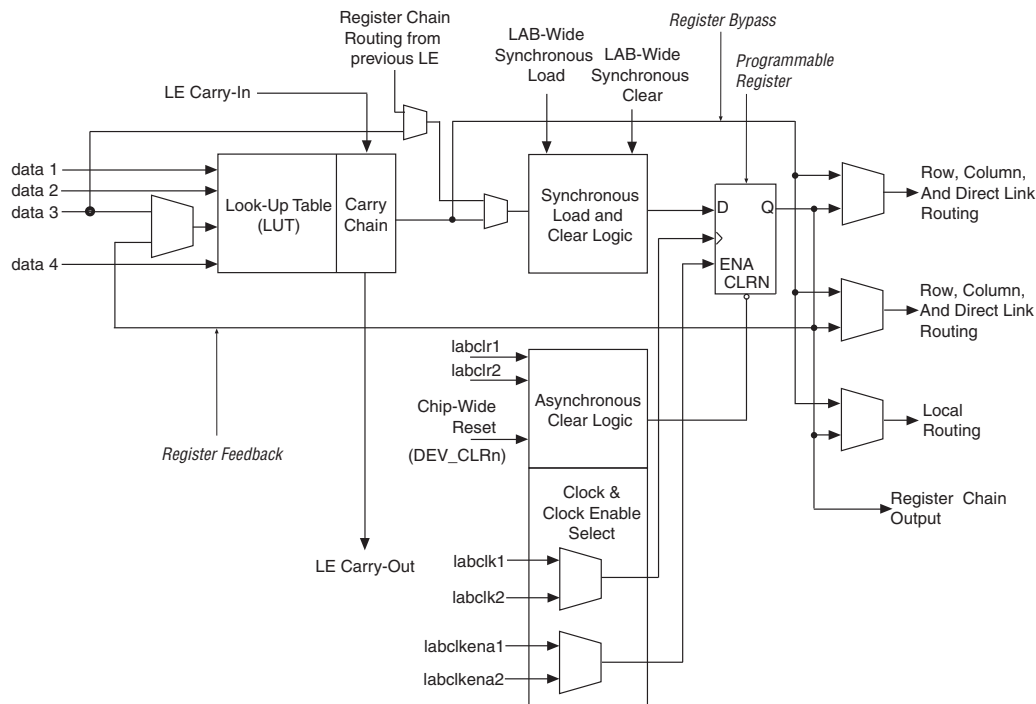 Register Chain
Routing from
previous LE
LAB-Wide
Synchronous
Load
LAB-Wide
Synchronous
Clear
Register Bypass
Programmable
Register
LE Carry-In
data 1
data 2
data 3
data 4
Look-Up Table
(LUT)
Carry
Chain
Synchronous
Load and
Clear Logic
D
Q
ENA
CLRN
Row, Column,
And Direct Link
Routing
Row, Column,
And Direct Link
Routing
Local
Routing
Register Chain
Output
Register Feedback
labclr1
labclr2
Chip-Wide
Reset
(DEV_CLRn)
Asynchronous
Clear Logic
Clock &
Clock Enable
Select
LE Carry-Out
labclk1
labclk2
labclkena1
labclkena2